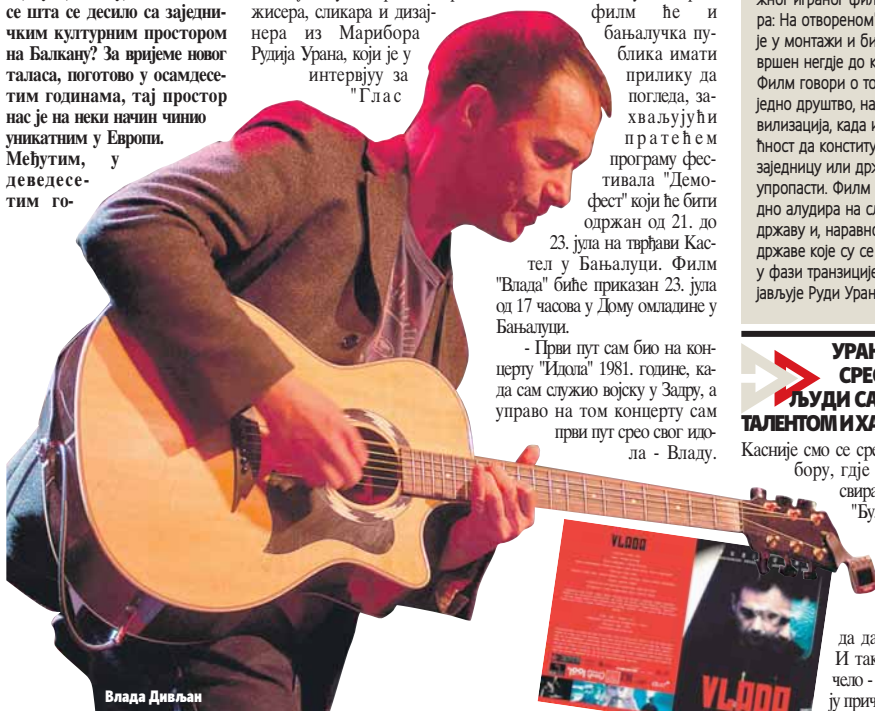 се шта се десило са заједни-
чким културним простором
на Балкану? За вријеме новог
таласа, поготово у осамдесе-
тим годинама, тај простор
нас је на неки начин чинио
уникатним у Европи.
Међутим, у
деведесе-
тим го-
жисера, сликара и дизај-
нера из Марибора
Рудија Урана, који је у
интервјуу за
"Глас
филм ће и
бањалучка пу-
блика имати
прилику да
погледа, за-
хваљујући
пратећем
програму фес-
тивала "Демо-
фест" који ће бити
одржан од 21. до
23. јула на тврђави Кас-
тел у Бањалуци. Филм
"Влада" биће приказан 23. јула
од 17 часова у Дому омладине у
Бањалуци.
- Први пут сам био на кон-
церту "Идола" 1981. године, ка-
да сам служио војску у Задру, а
управо на том концерту сам
први пут срео свог идо-
ла - Владу.
жног играног фил
ра: На отвореном
је у монтажи и би
вршен негдје до к
Филм говори о то
једно друштво, на
вилизација, када и
ћност да конститу
заједницу или држ
упропасти. Филм
дно алудира на сл
државу и, наравно
државе које су се
у фази транзиције
јављује Руди Уран
УРАН
СРЕО
ЉУДИ СА
ТАЛЕНТОМ И ХА
Касније смо се сре
бору, гдје
свира
"Бу
да да
И так
чело -
ју прич
VLADO
VLADO
Влада Дивљан